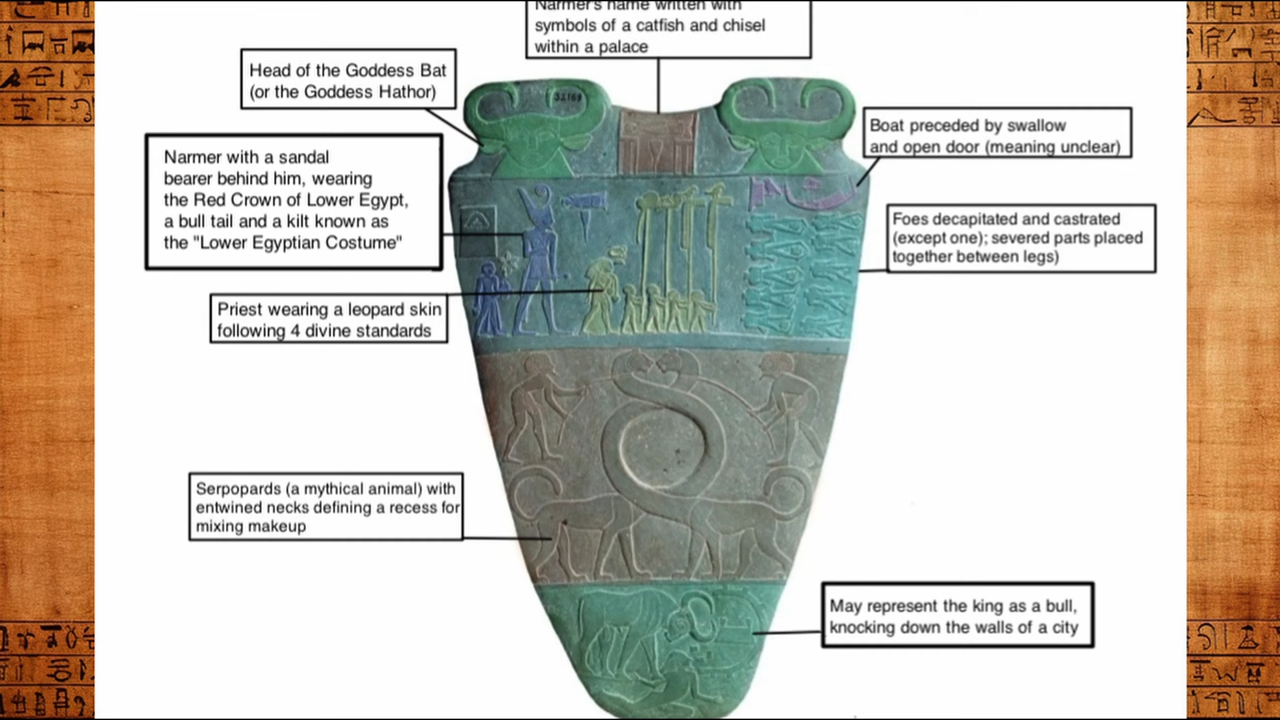 Narmer's name written with
symbols of a catfish and chisel
within a palace
Head of the Goddess Bat
(or the Goddess Hathor)
32169
Boat preceded by swallow
and open door (meaning unclear)
Narmer with a sandal
bearer behind him, wearing
the Red Crown of Lower Egypt,
a bull tail and a kilt known as
the "Lower Egyptian Costume"
Foes decapitated and castrated
(except one); severed parts placed
together between legs)
Priest wearing a leopard skin
following 4 divine standards
Serpopards (a mythical animal) with
entwined necks defining a recess for
mixing makeup
May represent the king as a bull,
knocking down the walls of a city